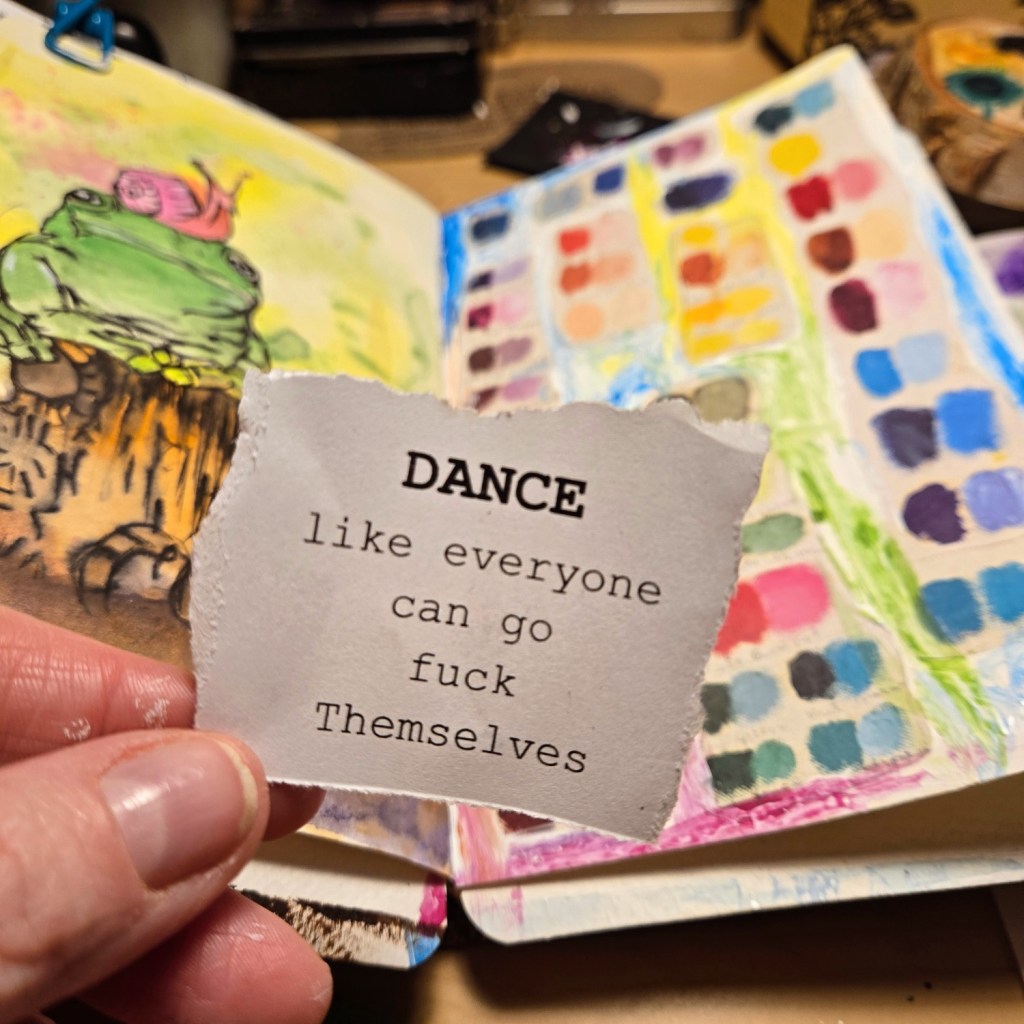 DANCE
like everyone
can go
fuck
Themselves